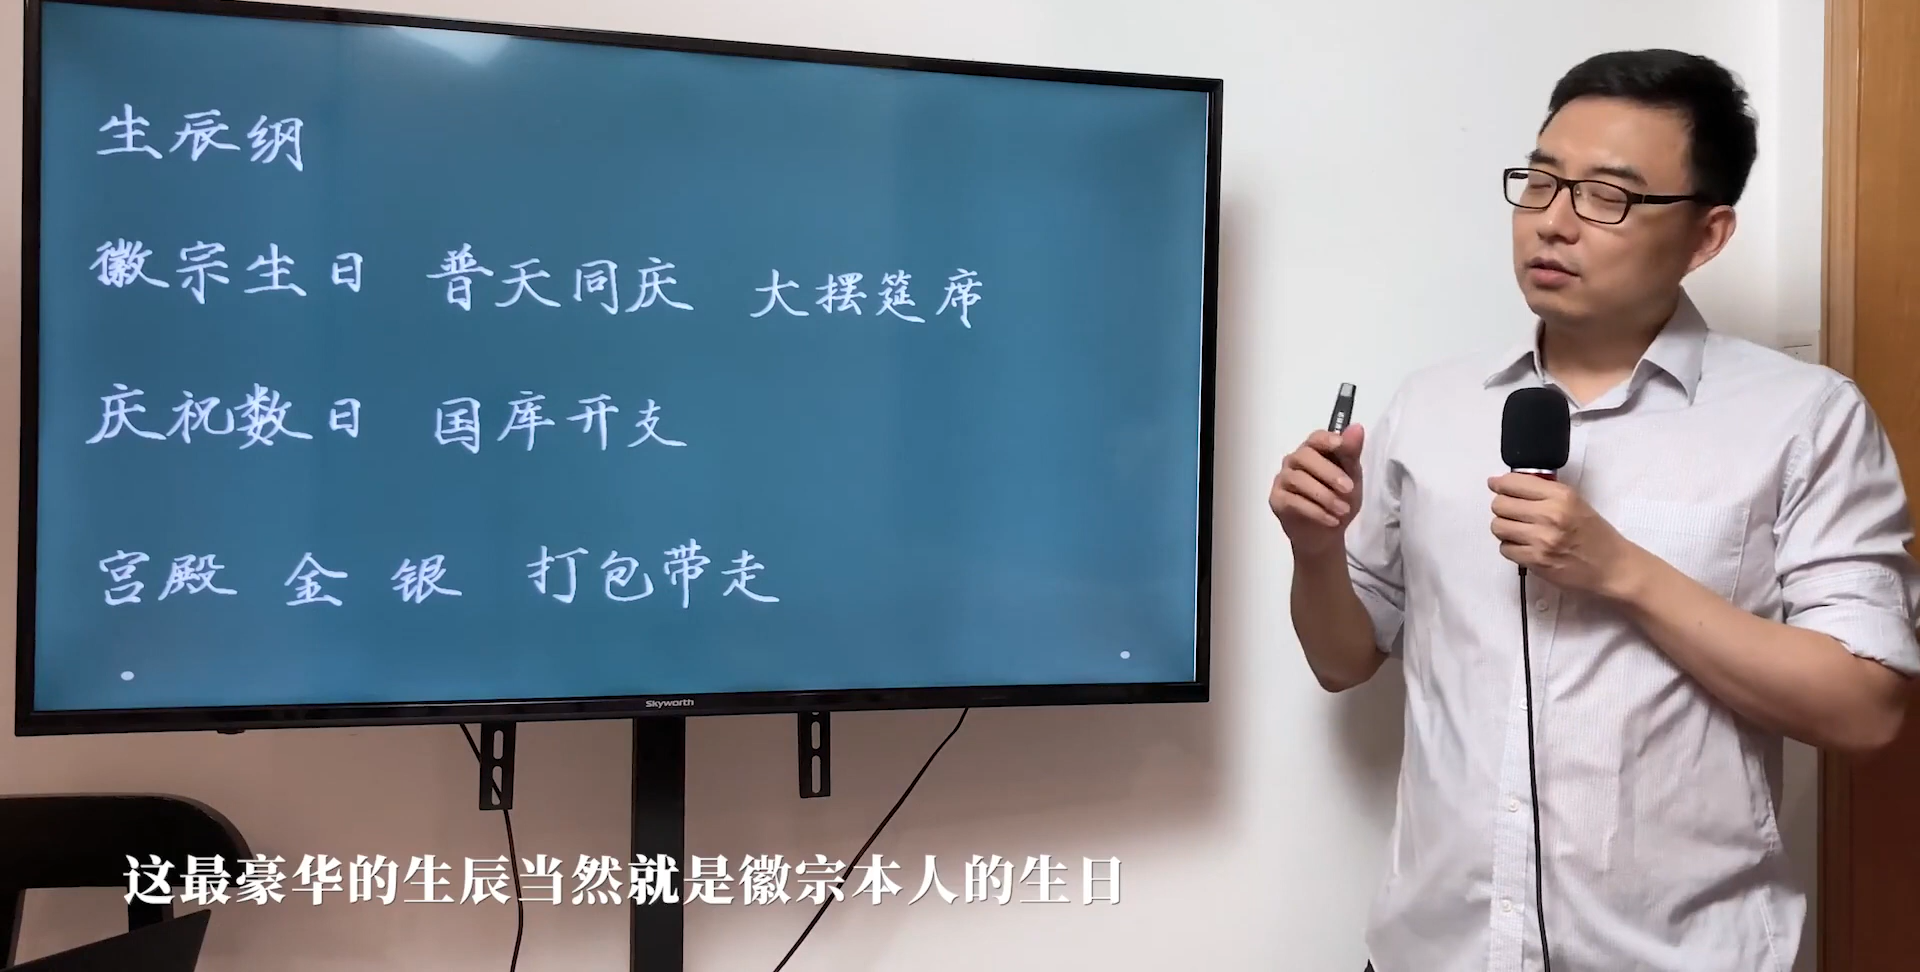 生辰纲
徽宗生日 普天同庆 大摆筵席
庆祝数日 国库开支
宫殿 金 银 打包带走
Skyworth
这最豪华的生辰当然就是徽宗本人的生日